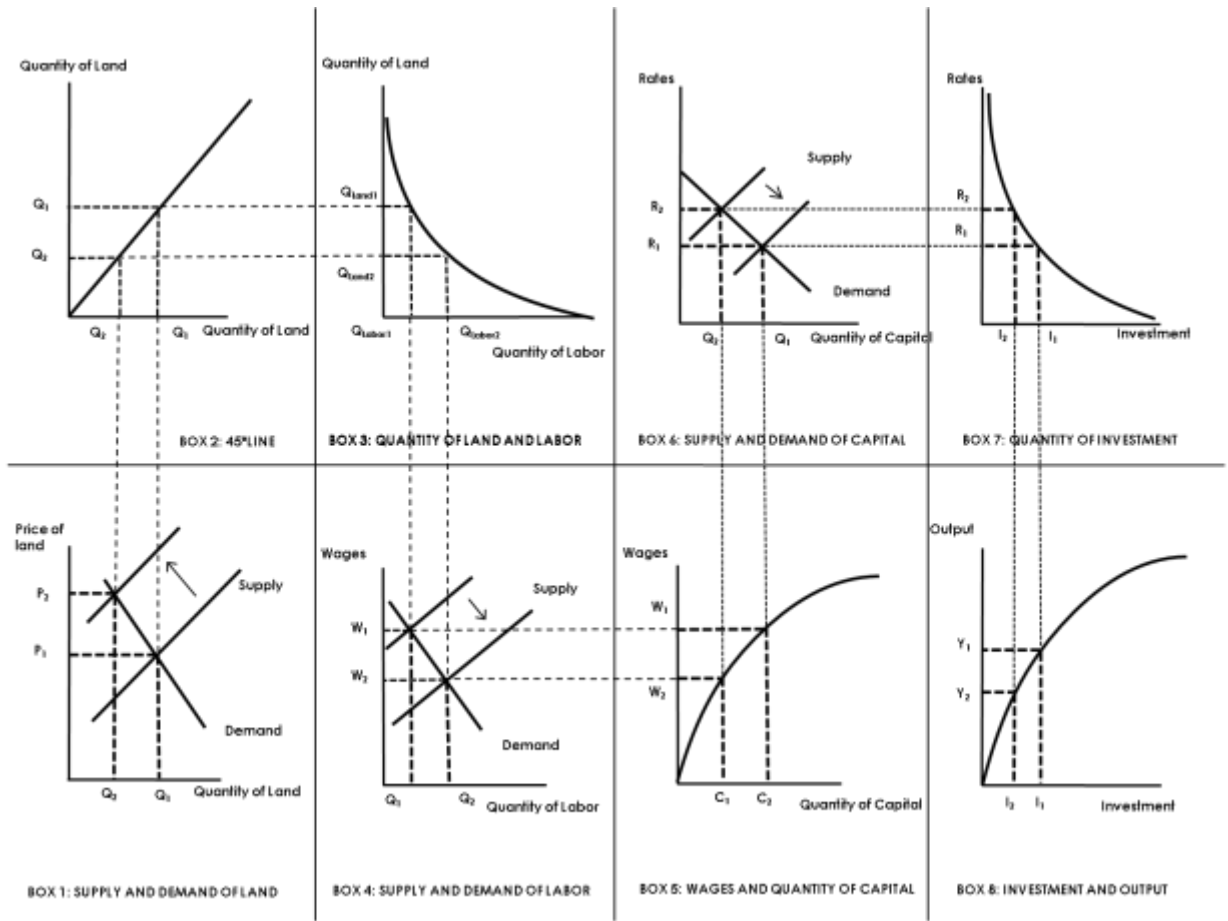 Quantity of Land
Q₁
Q₂
Q₂
Q₁
Quantity of Land
BOX 2: 45°LINE
Quantity of Land
Q_Land1
Q_Land2
Q_Labor1
Q_Labor2
Quantity of Labor
BOX 3: QUANTITY OF LAND AND LABOR
Rates
Supply
R₂
R₁
Demand
Q₂
Q₁
Quantity of Capital
BOX 6: SUPPLY AND DEMAND OF CAPITAL
Rates
R₂
R₁
I₂
I₁
Investment
BOX 7: QUANTITY OF INVESTMENT
Price of
land
Supply
P₂
P₁
Demand
Q₂
Q₁
Quantity of Land
BOX 1: SUPPLY AND DEMAND OF LAND
Wages
Supply
W₁
W₂
Demand
Q₁
Q₂
Quantity of Labor
BOX 4: SUPPLY AND DEMAND OF LABOR
Wages
W₁
W₂
C₁
C₂
Quantity of Capital
BOX 5: WAGES AND QUANTITY OF CAPITAL
Output
Y₁
Y₂
I₂
I₁
Investment
BOX 8: INVESTMENT AND OUTPUT